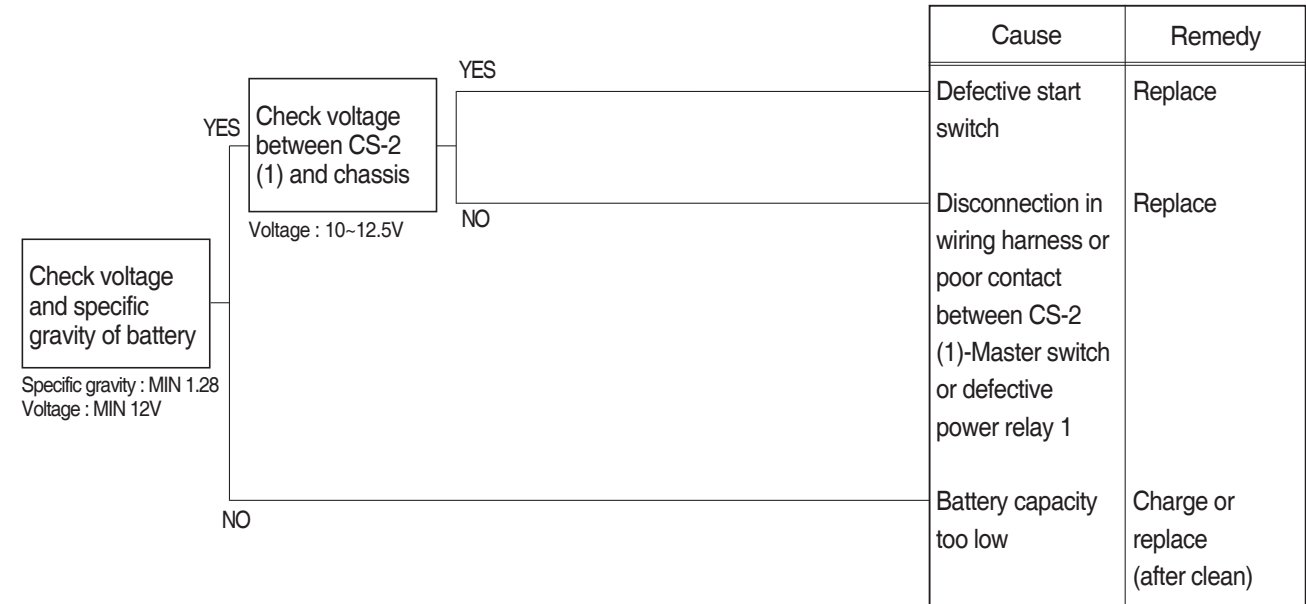 Cause
Remedy
YES
Check voltage
between CS-2
(1) and chassis
Voltage : 10~12.5V
YES
NO
Check voltage
and specific
gravity of battery
Specific gravity : MIN 1.28
Voltage : MIN 12V
NO
Defective start
switch
Replace
Disconnection in
wiring harness or
poor contact
between CS-2
(1)-Master switch
or defective
power relay 1
Replace
Battery capacity
too low
Charge or
replace
(after clean)